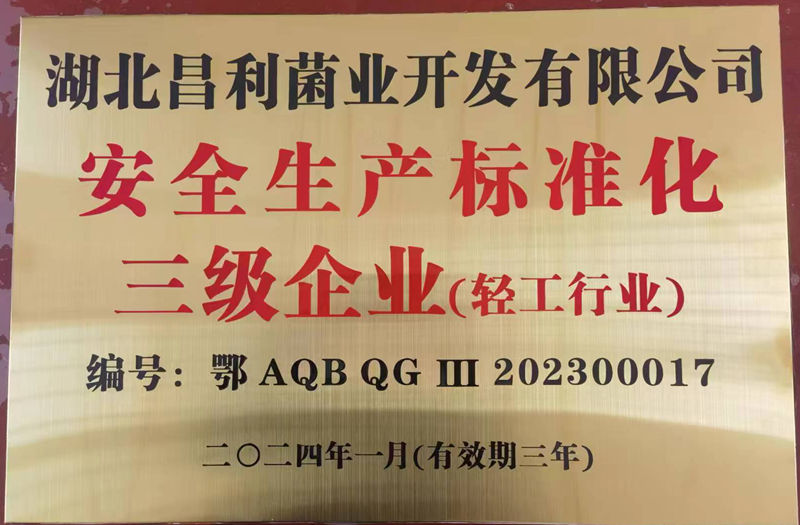 湖北昌利菌业开发有限公司
安全生产标准化
三级企业(轻工行业)
编号：鄂 AQB QG Ⅲ 202300017
二〇二四年一月(有效期三年)